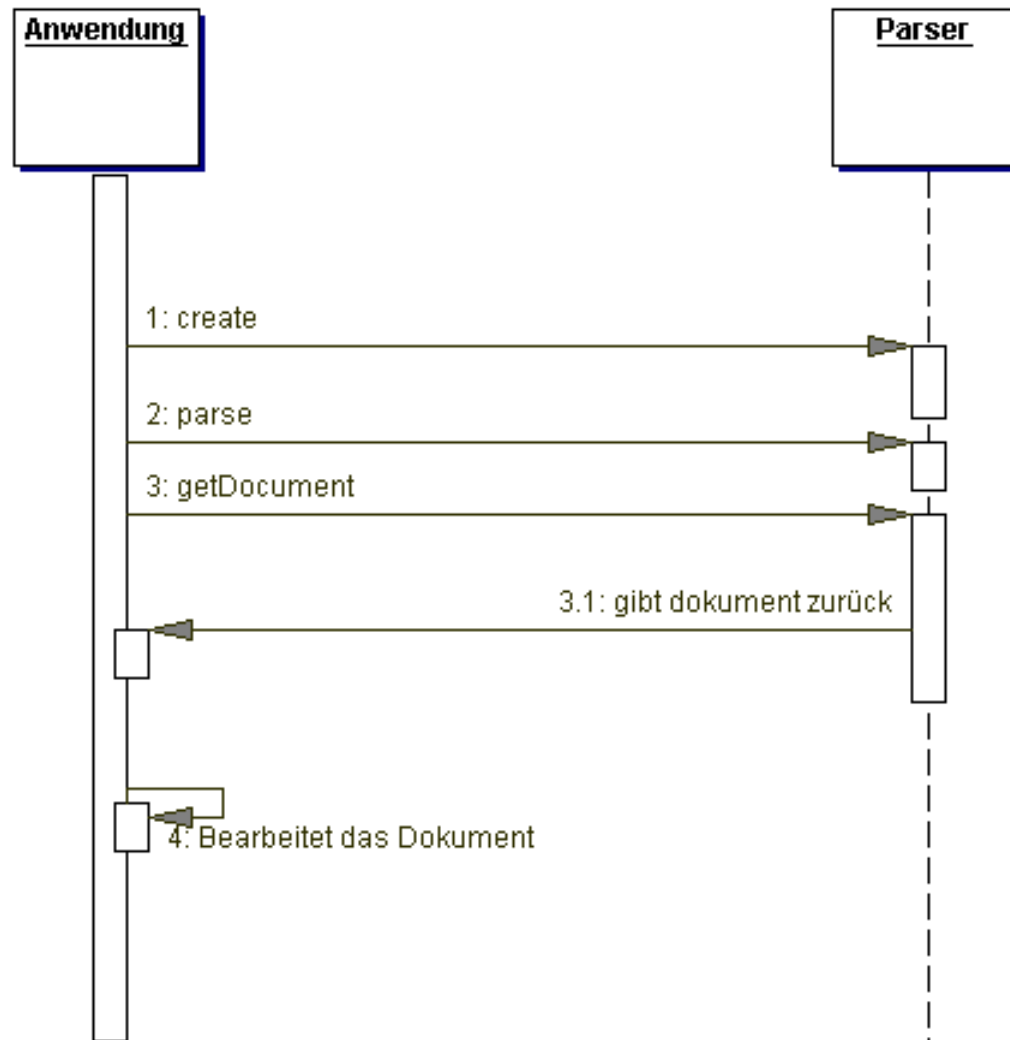 Anwendung
Parser
1: create
2: parse
3: getDocument
3.1: gibt dokument zurück
4: Bearbeitet das Dokument